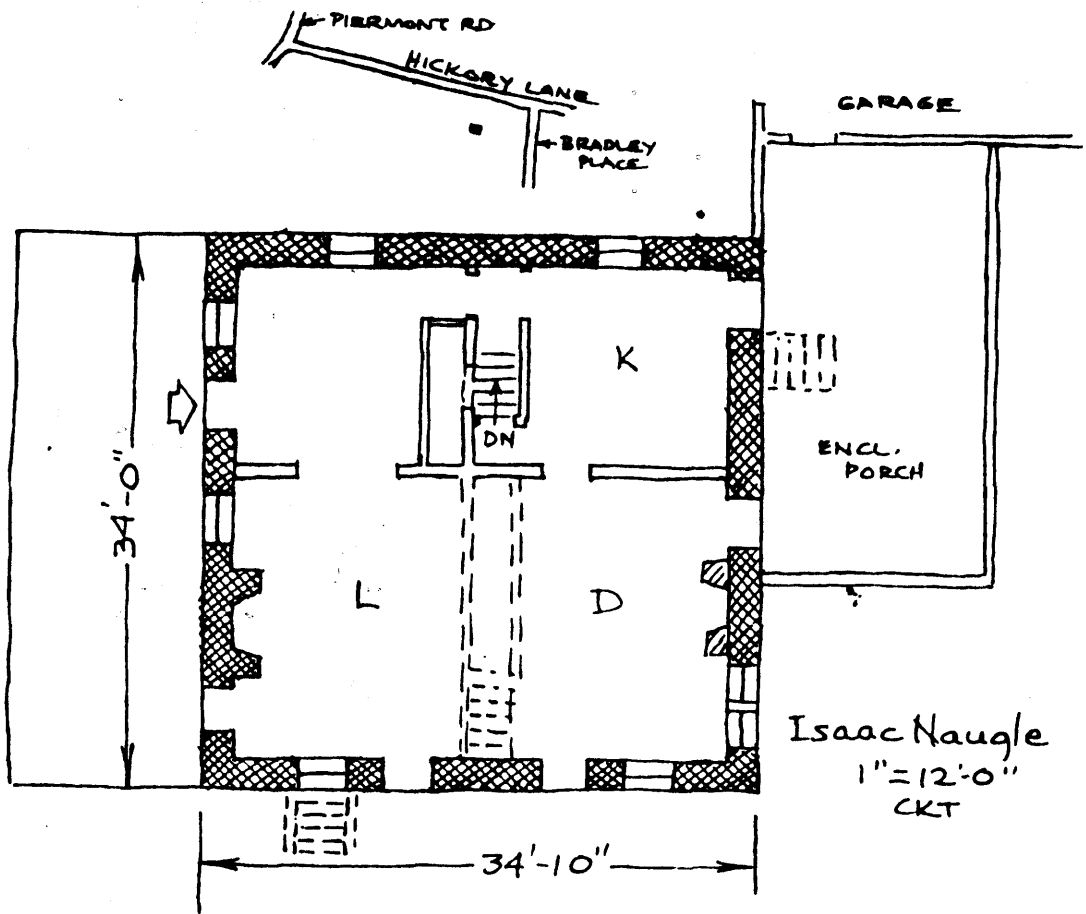 PIERMONT RD
HICKORY LANE
GARAGE
BRADLEY
PLACE
K
DN
ENCL.
PORCH
34'-0"
L
D
Isaac Naugle
1"=12'-0"
CKT
34'-10"